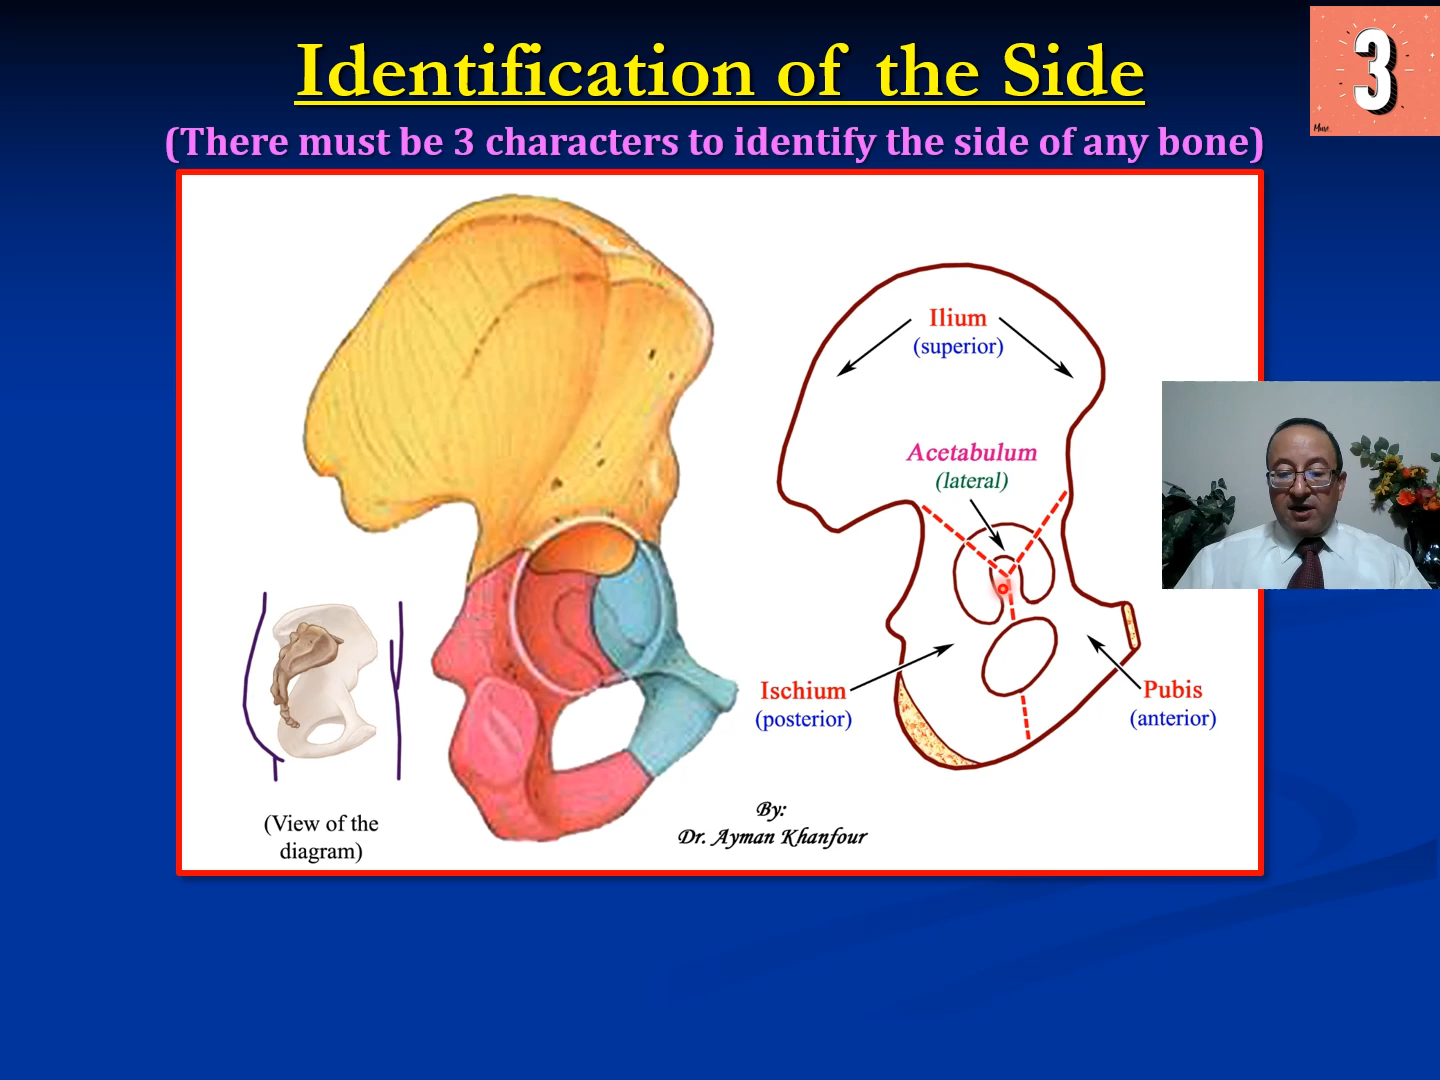 Identification of the Side
3
Muse
(There must be 3 characters to identify the side of any bone)
Ilium
(superior)
Acetabulum
(lateral)
Ischium
(posterior)
Pubis
(anterior)
(View of the
diagram)
By:
Dr. Ayman Khanfour